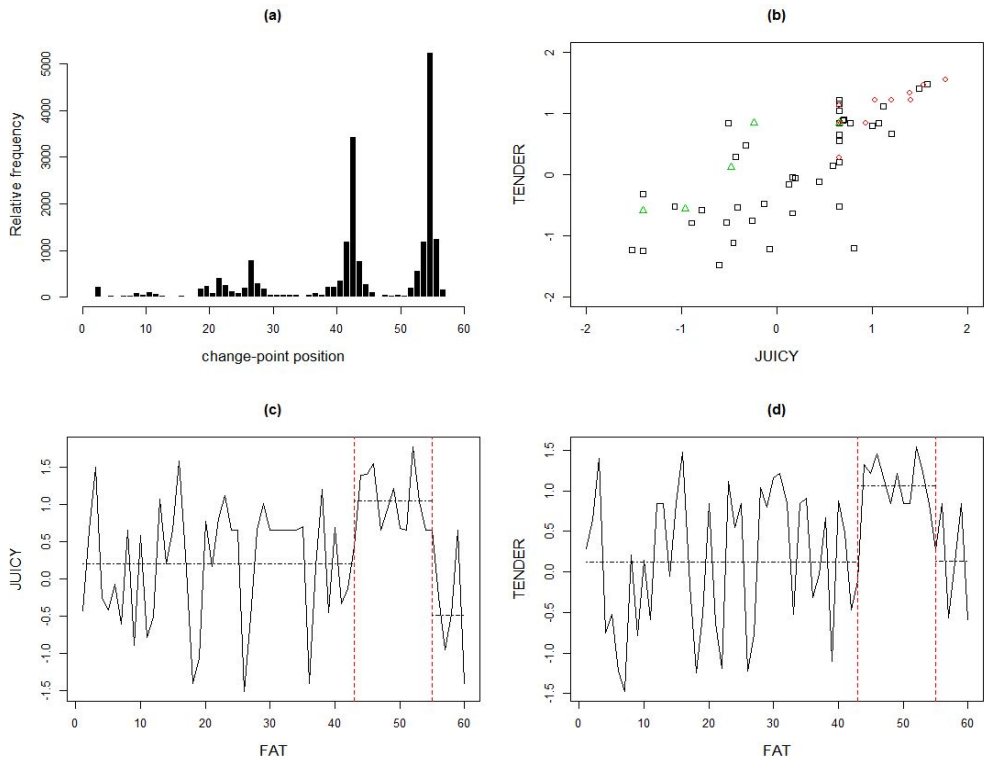 (a)
Relative frequency
5000
4000
3000
2000
1000
0
0 10 20 30 40 50 60
change-point position
(b)
TENDER
2
1
0
-1
-2
-2 -1 0 1 2
JUICY
(c)
JUICY
1.5
1.0
0.5
0.0
-0.5
-1.0
-1.5
0 10 20 30 40 50 60
FAT
(d)
TENDER
1.5
1.0
0.5
0.0
-0.5
-1.0
-1.5
0 10 20 30 40 50 60
FAT